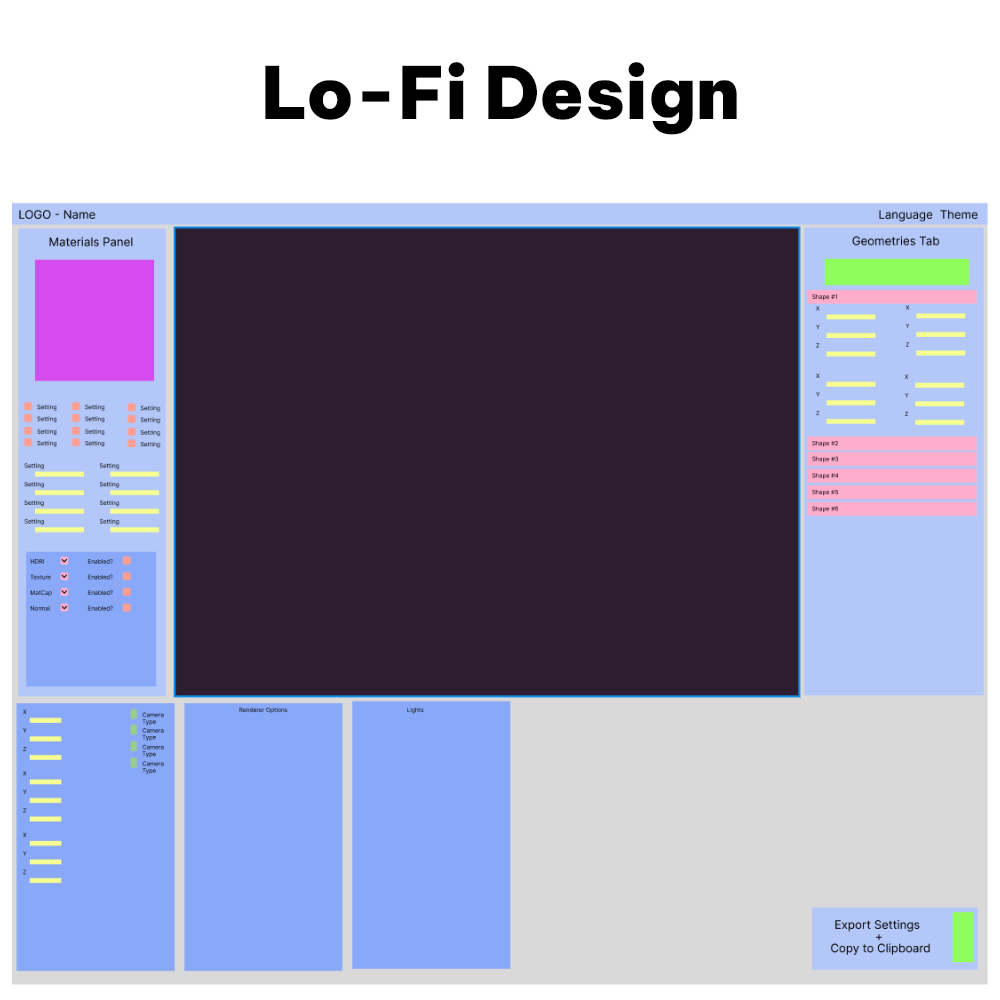 Lo-Fi Design
LOGO - Name
Language Theme
Materials Panel
Setting Setting Setting
Setting Setting Setting
Setting Setting Setting
Setting Setting Setting
Setting Setting
Setting Setting
Setting Setting
Setting Setting
HDRI Enabled?
Texture Enabled?
MatCap Enabled?
Normal Enabled?
Geometries Tab
Shape #1
X X
Y Y
Z Z
X X
Y Y
Z Z
Shape #2
Shape #3
Shape #4
Shape #5
Shape #6
X
Y
Z
X
Y
Z
X
Y
Z
Camera
Type
Camera
Type
Camera
Type
Camera
Type
Renderer Options
Lights
Export Settings
+
Copy to Clipboard